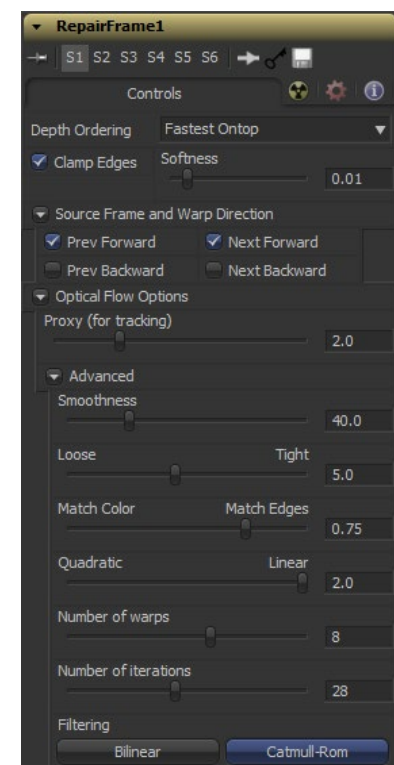 RepairFrame1
S1 S2 S3 S4 S5 S6
Controls
Depth Ordering Fastest Ontop
Clamp Edges Softness
0.01
Source Frame and Warp Direction
Prev Forward Next Forward
Prev Backward Next Backward
Optical Flow Options
Proxy (for tracking)
2.0
Advanced
Smoothness
40.0
Loose Tight
5.0
Match Color Match Edges
0.75
Quadratic Linear
2.0
Number of warps
8
Number of iterations
28
Filtering
Bilinear Catmull-Rom